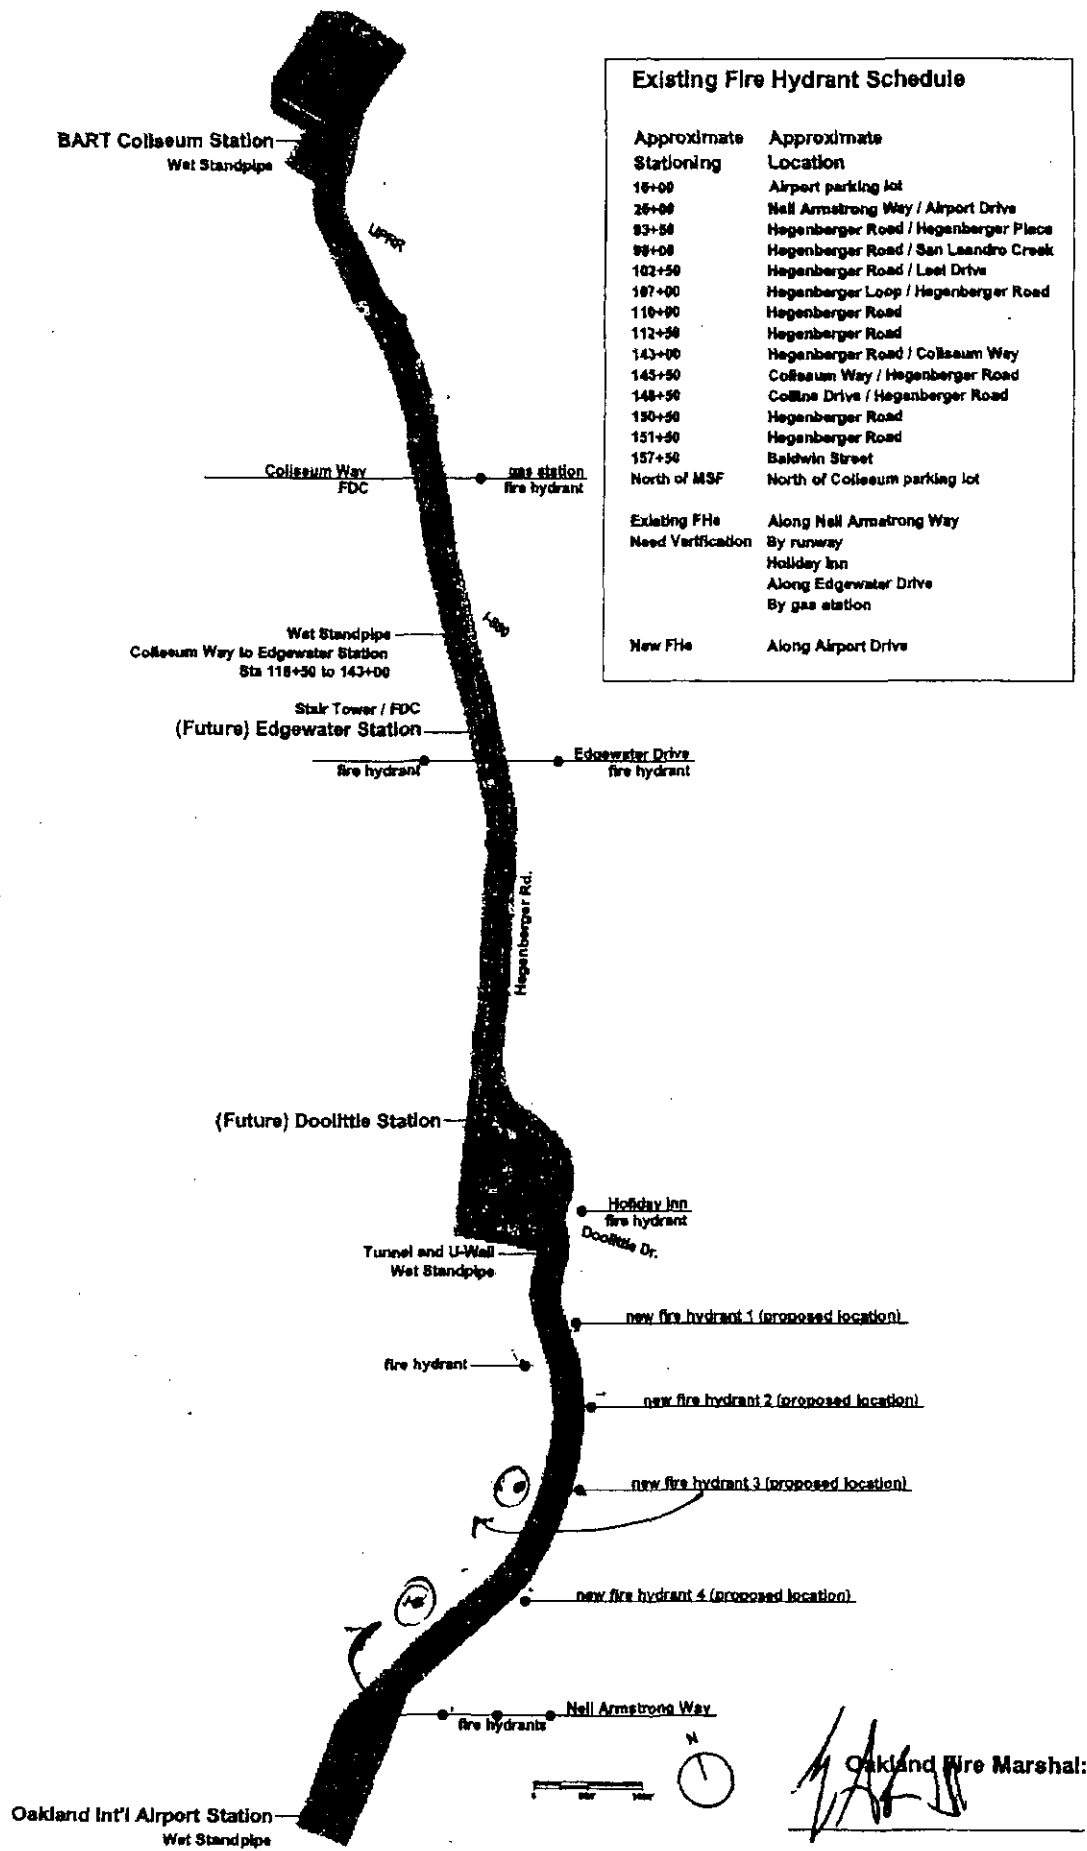 Existing Fire Hydrant Schedule
Approximate Approximate
Stationing Location
16+00 Airport parking lot
26+00 Neil Armstrong Way / Airport Drive
93+50 Hegenberger Road / Hegenberger Place
98+00 Hegenberger Road / San Leandro Creek
102+50 Hegenberger Road / Leet Drive
107+00 Hegenberger Loop / Hegenberger Road
110+00 Hegenberger Road
112+50 Hegenberger Road
143+00 Hegenberger Road / Coliseum Way
145+50 Coliseum Way / Hegenberger Road
148+50 Collins Drive / Hegenberger Road
150+50 Hegenberger Road
151+50 Hegenberger Road
157+50 Baldwin Street
North of MSF North of Coliseum parking lot
Existing FHs Along Neil Armstrong Way
Need Verification By runway
Holiday Inn
Along Edgewater Drive
By gas station
New FHs Along Airport Drive
BART Coliseum Station
Wet Standpipe
UPRR
Coliseum Way
FDC
gas station
fire hydrant
I-880
Wet Standpipe
Coliseum Way to Edgewater Station
Sta 118+50 to 143+00
Stair Tower / FDC
(Future) Edgewater Station
fire hydrant
Edgewater Drive
fire hydrant
Hegenberger Rd.
(Future) Doolittle Station
Holiday Inn
fire hydrant
Doolittle Dr.
Tunnel and U-Wall
Wet Standpipe
new fire hydrant 1 (proposed location)
fire hydrant
new fire hydrant 2 (proposed location)
new fire hydrant 3 (proposed location)
new fire hydrant 4 (proposed location)
Neil Armstrong Way
fire hydrants
N
Oakland Fire Marshal:
Oakland Int'l Airport Station
Wet Standpipe